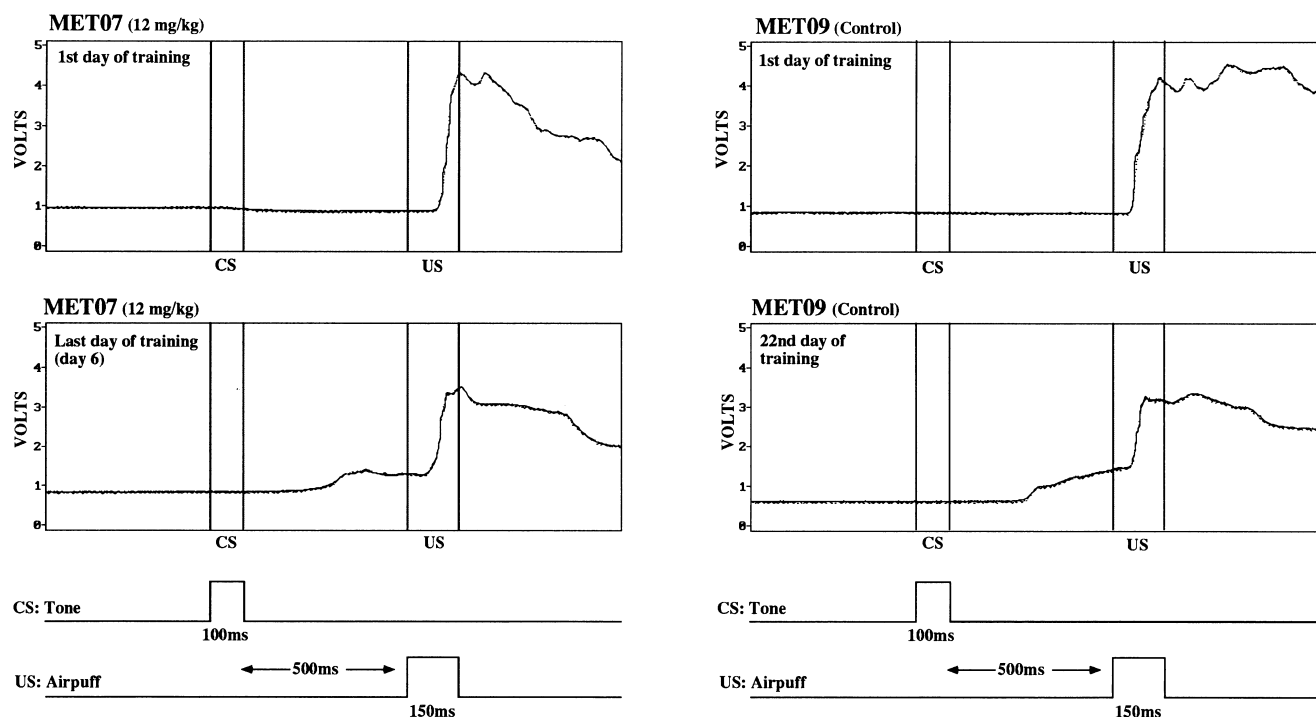 MET07 (12 mg/kg)
1st day of training
5
4
3
2
1
0
VOLTS
CS
US
MET09 (Control)
1st day of training
5
4
3
2
1
0
VOLTS
CS
US
MET07 (12 mg/kg)
Last day of training
(day 6)
5
4
3
2
1
0
VOLTS
CS
US
MET09 (Control)
22nd day of
training
5
4
3
2
1
0
VOLTS
CS
US
CS: Tone
100ms
500ms
US: Airpuff
150ms
CS: Tone
100ms
500ms
US: Airpuff
150ms